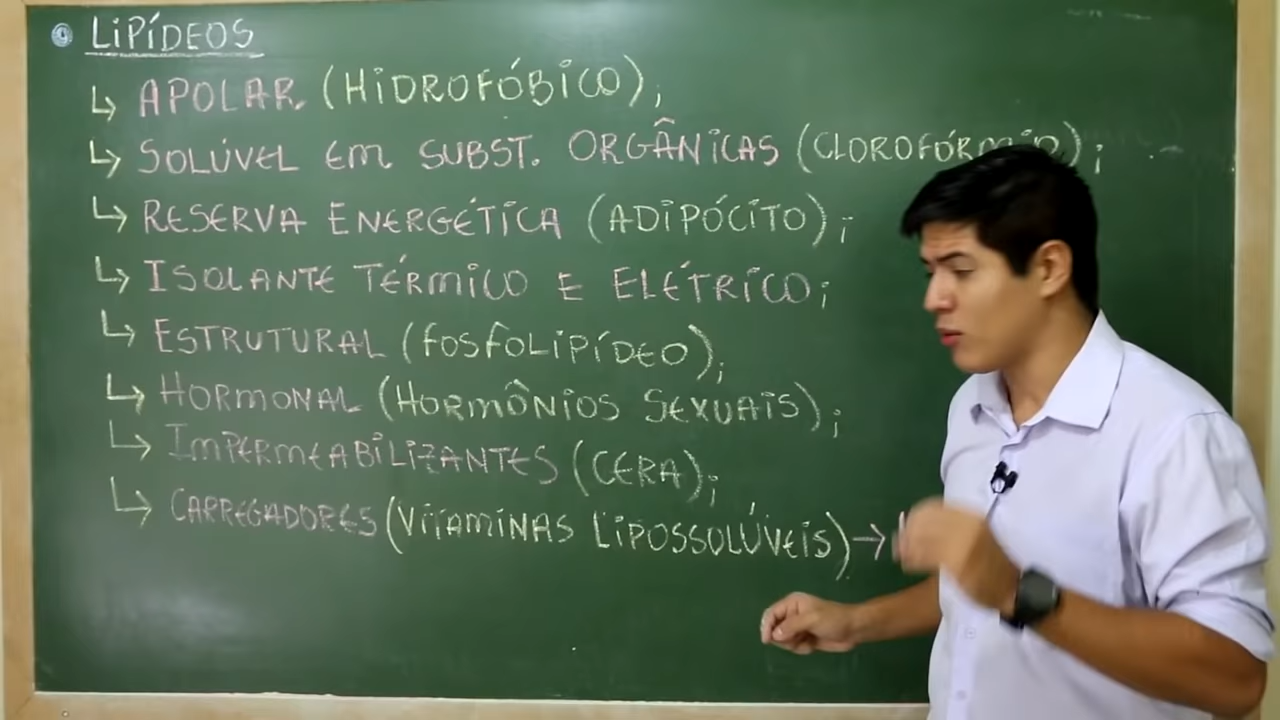 LIPÍDEOS
↳ APOLAR (HIDROFÓBICO);
↳ SOLÚVEL EM SUBST. ORGÂNICAS (CLOROFÓRMIO);
↳ RESERVA ENERGÉTICA (ADIPÓCITO);
↳ ISOLANTE TÉRMICO E ELÉTRICO;
↳ ESTRUTURAL (FOSFOLIPÍDEO);
↳ HORMONAL (HORMÔNIOS SEXUAIS);
↳ IMPERMEABILIZANTES (CERA);
↳ CARREGADORES (VITAMINAS LIPOSSOLÚVEIS) →